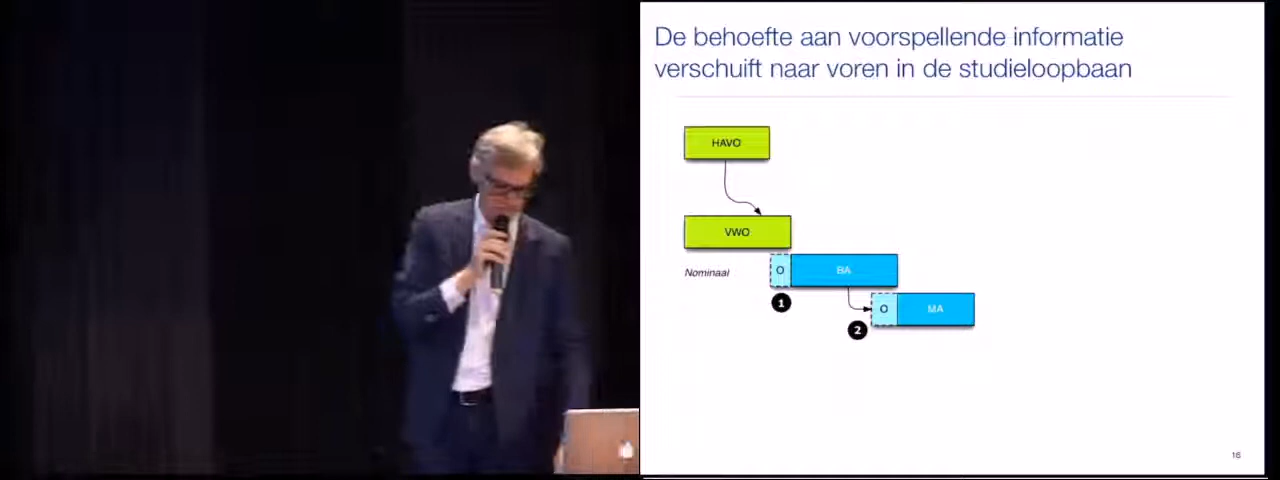 De behoefte aan voorspellende informatie
verschuift naar voren in de studieloopbaan
HAVO
VWO
Nominaal
O
BA
1
O
MA
2
16